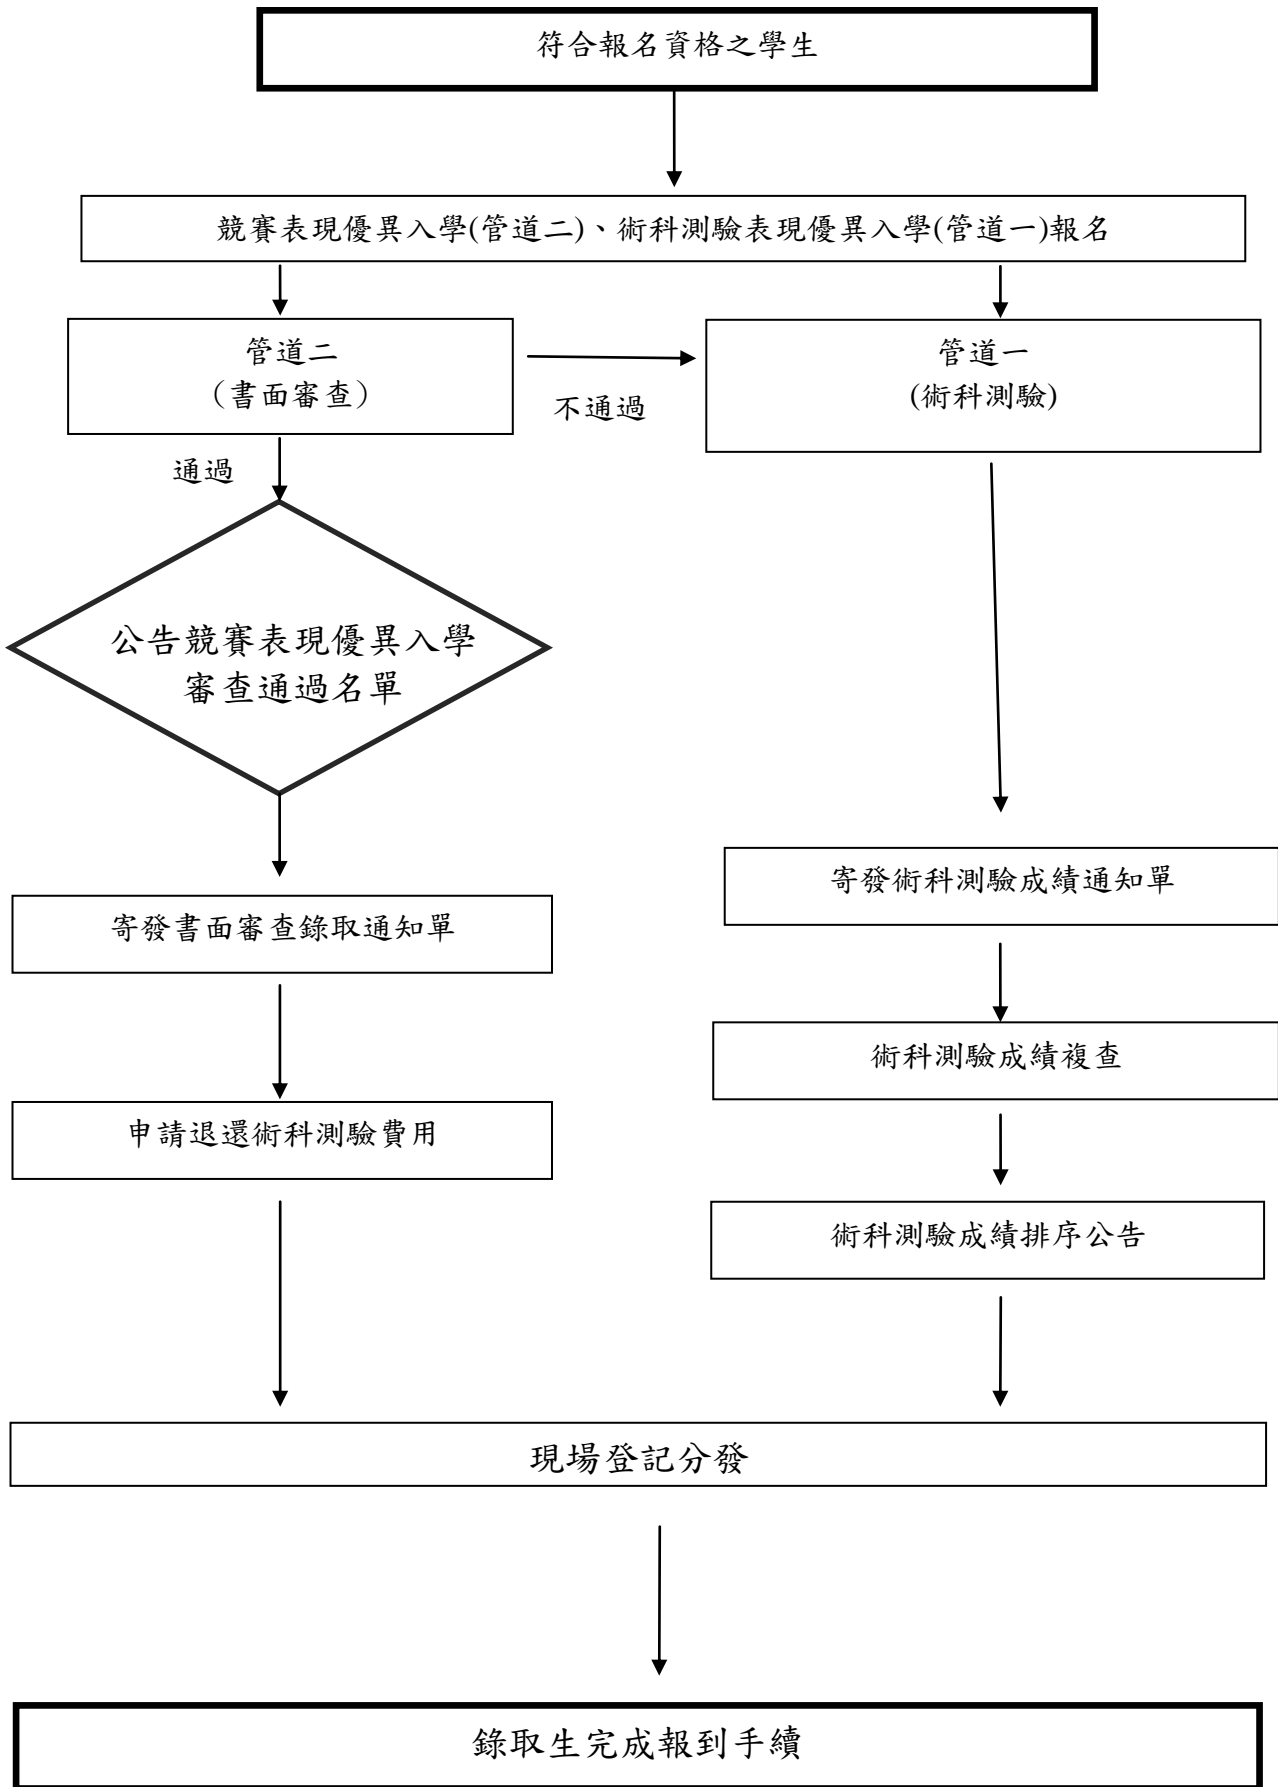 符合報名資格之學生
競賽表現優異入學(管道二)、術科測驗表現優異入學(管道一)報名
管道二
（書面審查）
不通過
管道一
(術科測驗)
通過
公告競賽表現優異入學
審查通過名單
寄發書面審查錄取通知單
申請退還術科測驗費用
寄發術科測驗成績通知單
術科測驗成績複查
術科測驗成績排序公告
現場登記分發
錄取生完成報到手續